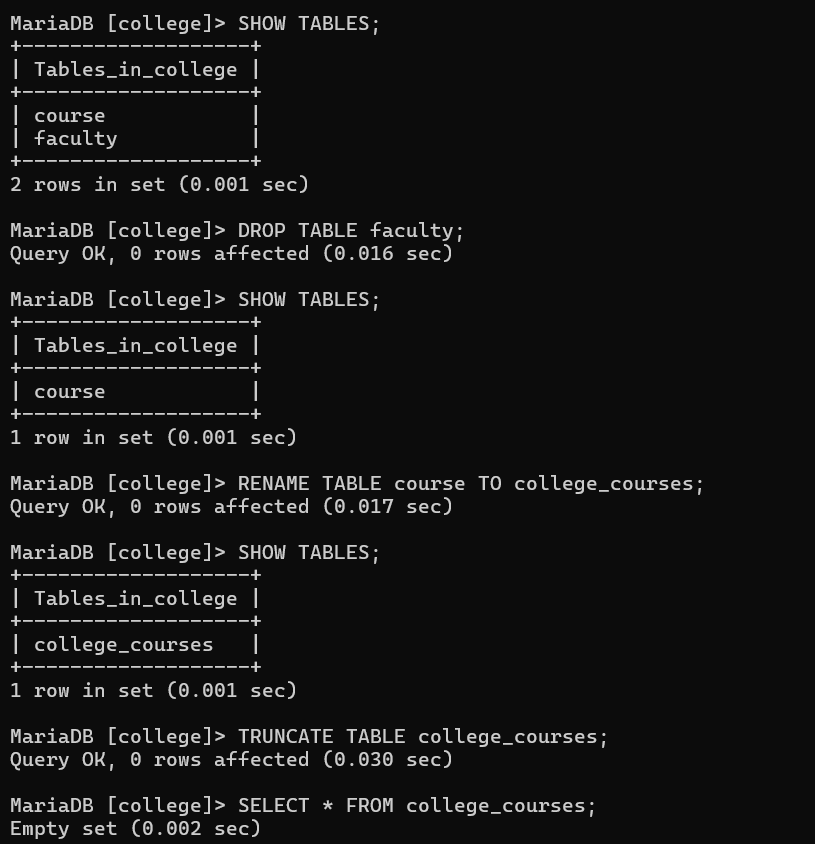 MariaDB [college]> SHOW TABLES;
+------------------+
| Tables_in_college |
+------------------+
| course            |
| faculty           |
+------------------+
2 rows in set (0.001 sec)
MariaDB [college]> DROP TABLE faculty;
Query OK, 0 rows affected (0.016 sec)
MariaDB [college]> SHOW TABLES;
+------------------+
| Tables_in_college |
+------------------+
| course            |
+------------------+
1 row in set (0.001 sec)
MariaDB [college]> RENAME TABLE course TO college_courses;
Query OK, 0 rows affected (0.017 sec)
MariaDB [college]> SHOW TABLES;
+------------------+
| Tables_in_college |
+------------------+
| college_courses   |
+------------------+
1 row in set (0.001 sec)
MariaDB [college]> TRUNCATE TABLE college_courses;
Query OK, 0 rows affected (0.030 sec)
MariaDB [college]> SELECT * FROM college_courses;
Empty set (0.002 sec)